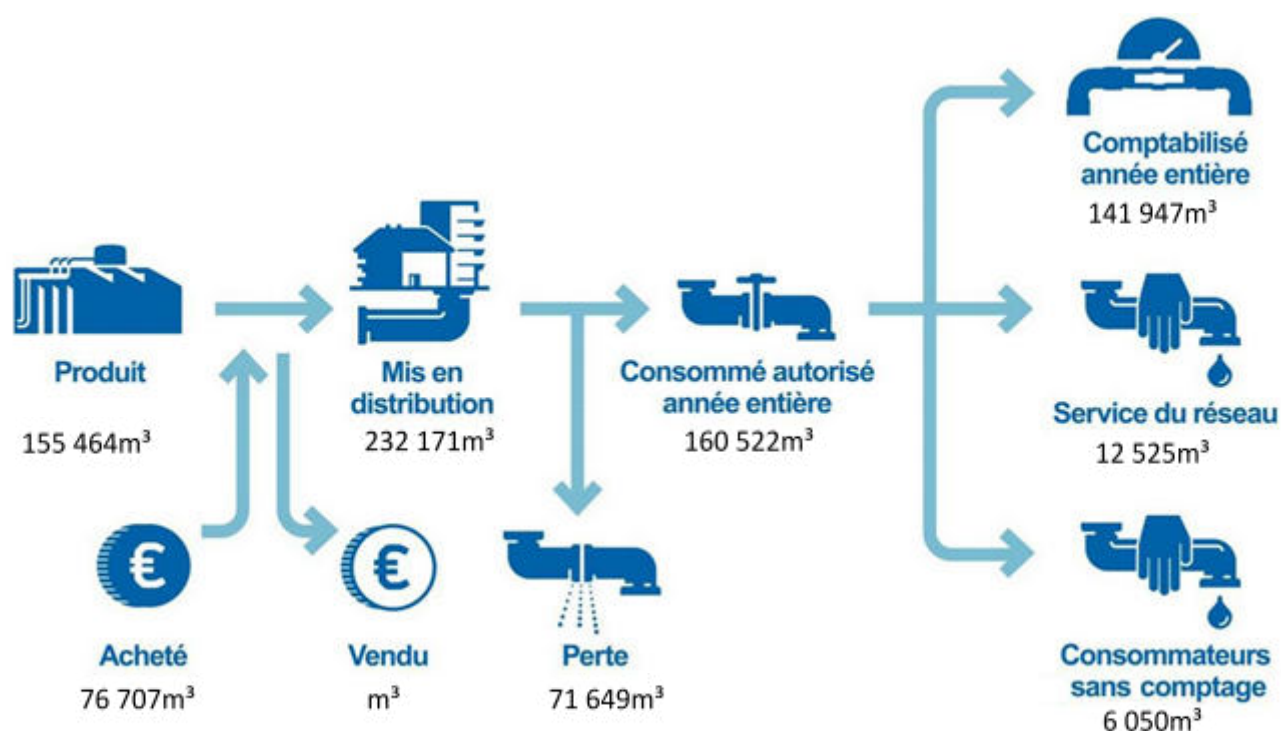 Comptabilisé
année entière
141 947m³
Produit
155 464m³
Mis en
distribution
232 171m³
Consommé autorisé
année entière
160 522m³
Service du réseau
12 525m³
€
Acheté
76 707m³
€
Vendu
m³
Perte
71 649m³
Consommateurs
sans comptage
6 050m³